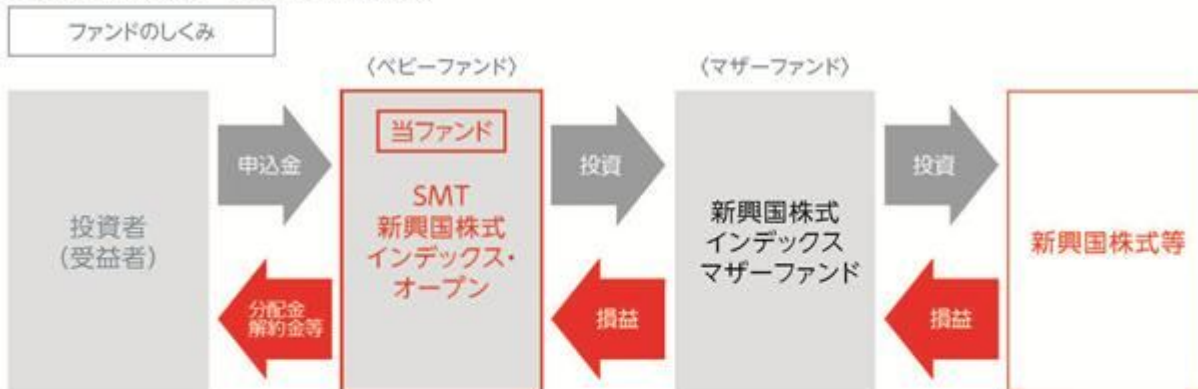 ファンドのしくみ
〈ベビーファンド〉
〈マザーファンド〉
投資者
(受益者)
申込金
分配金
解約金等
当ファンド
SMT
新興国株式
インデックス・
オープン
投資
損益
新興国株式
インデックス
マザーファンド
投資
損益
新興国株式等